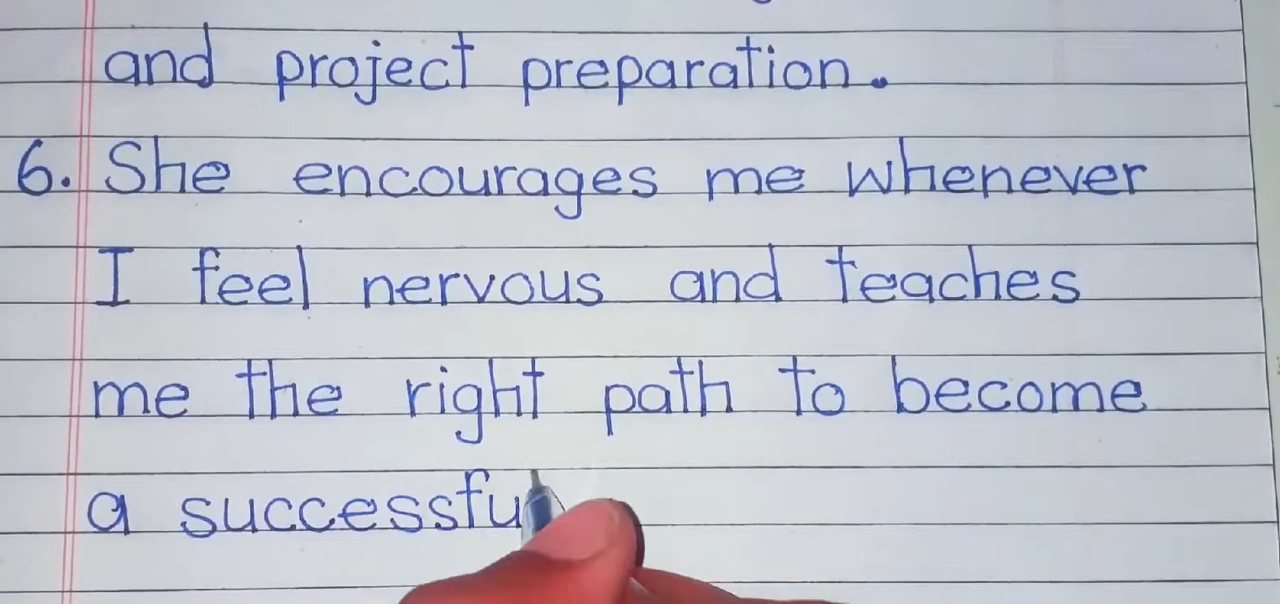 and project preparation.
6. She encourages me whenever
I feel nervous and teaches
me the right path to become
a successfu